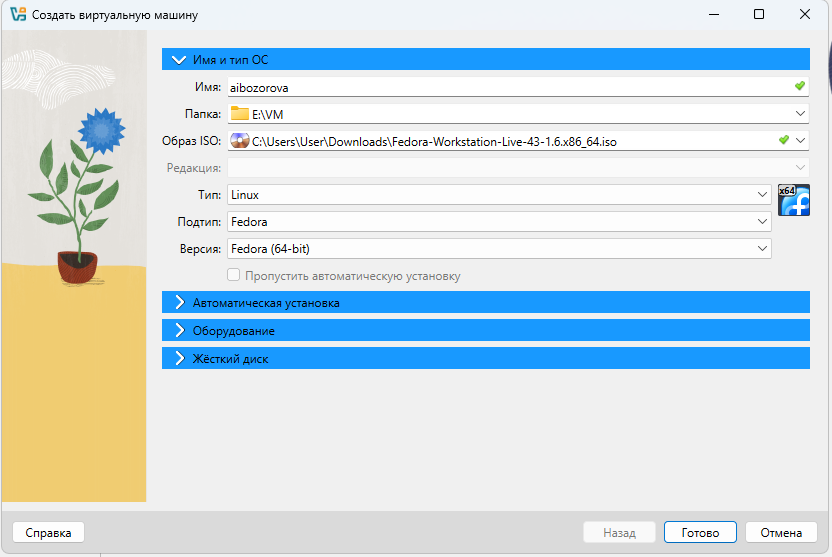 Создать виртуальную машину
Имя и тип ОС
Имя: aibozorova
Папка: E:\VM
Образ ISO: C:\Users\User\Downloads\Fedora-Workstation-Live-43-1.6.x86_64.iso
Редакция:
Тип: Linux
x64
Подтип: Fedora
Версия: Fedora (64-bit)
Пропустить автоматическую установку
Автоматическая установка
Оборудование
Жёсткий диск
Справка Назад Готово Отмена